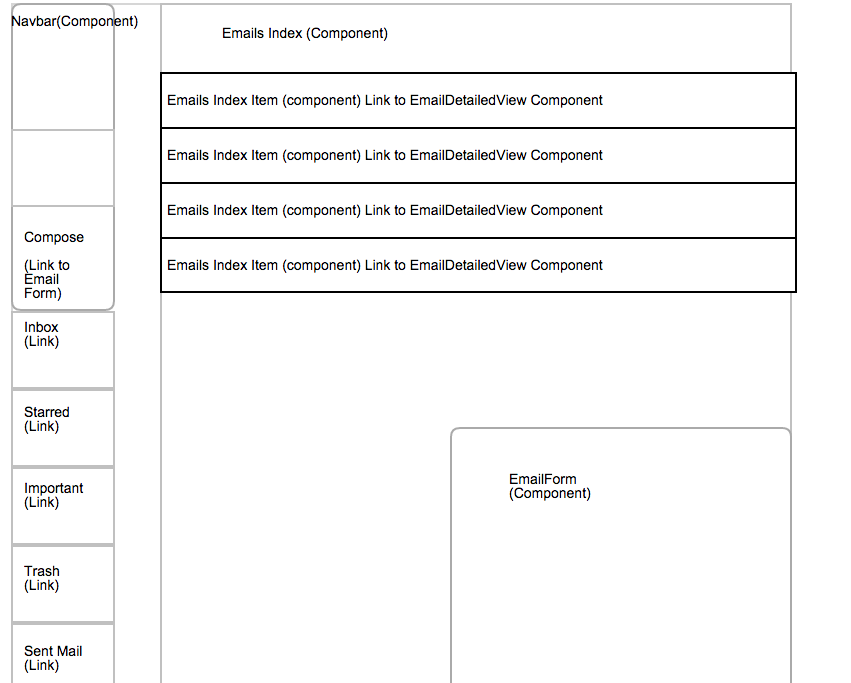 Navbar(Component)
Emails Index (Component)
Emails Index Item (component) Link to EmailDetailedView Component
Emails Index Item (component) Link to EmailDetailedView Component
Emails Index Item (component) Link to EmailDetailedView Component
Emails Index Item (component) Link to EmailDetailedView Component
Compose
(Link to
Email
Form)
Inbox
(Link)
Starred
(Link)
Important
(Link)
Trash
(Link)
Sent Mail
(Link)
EmailForm
(Component)